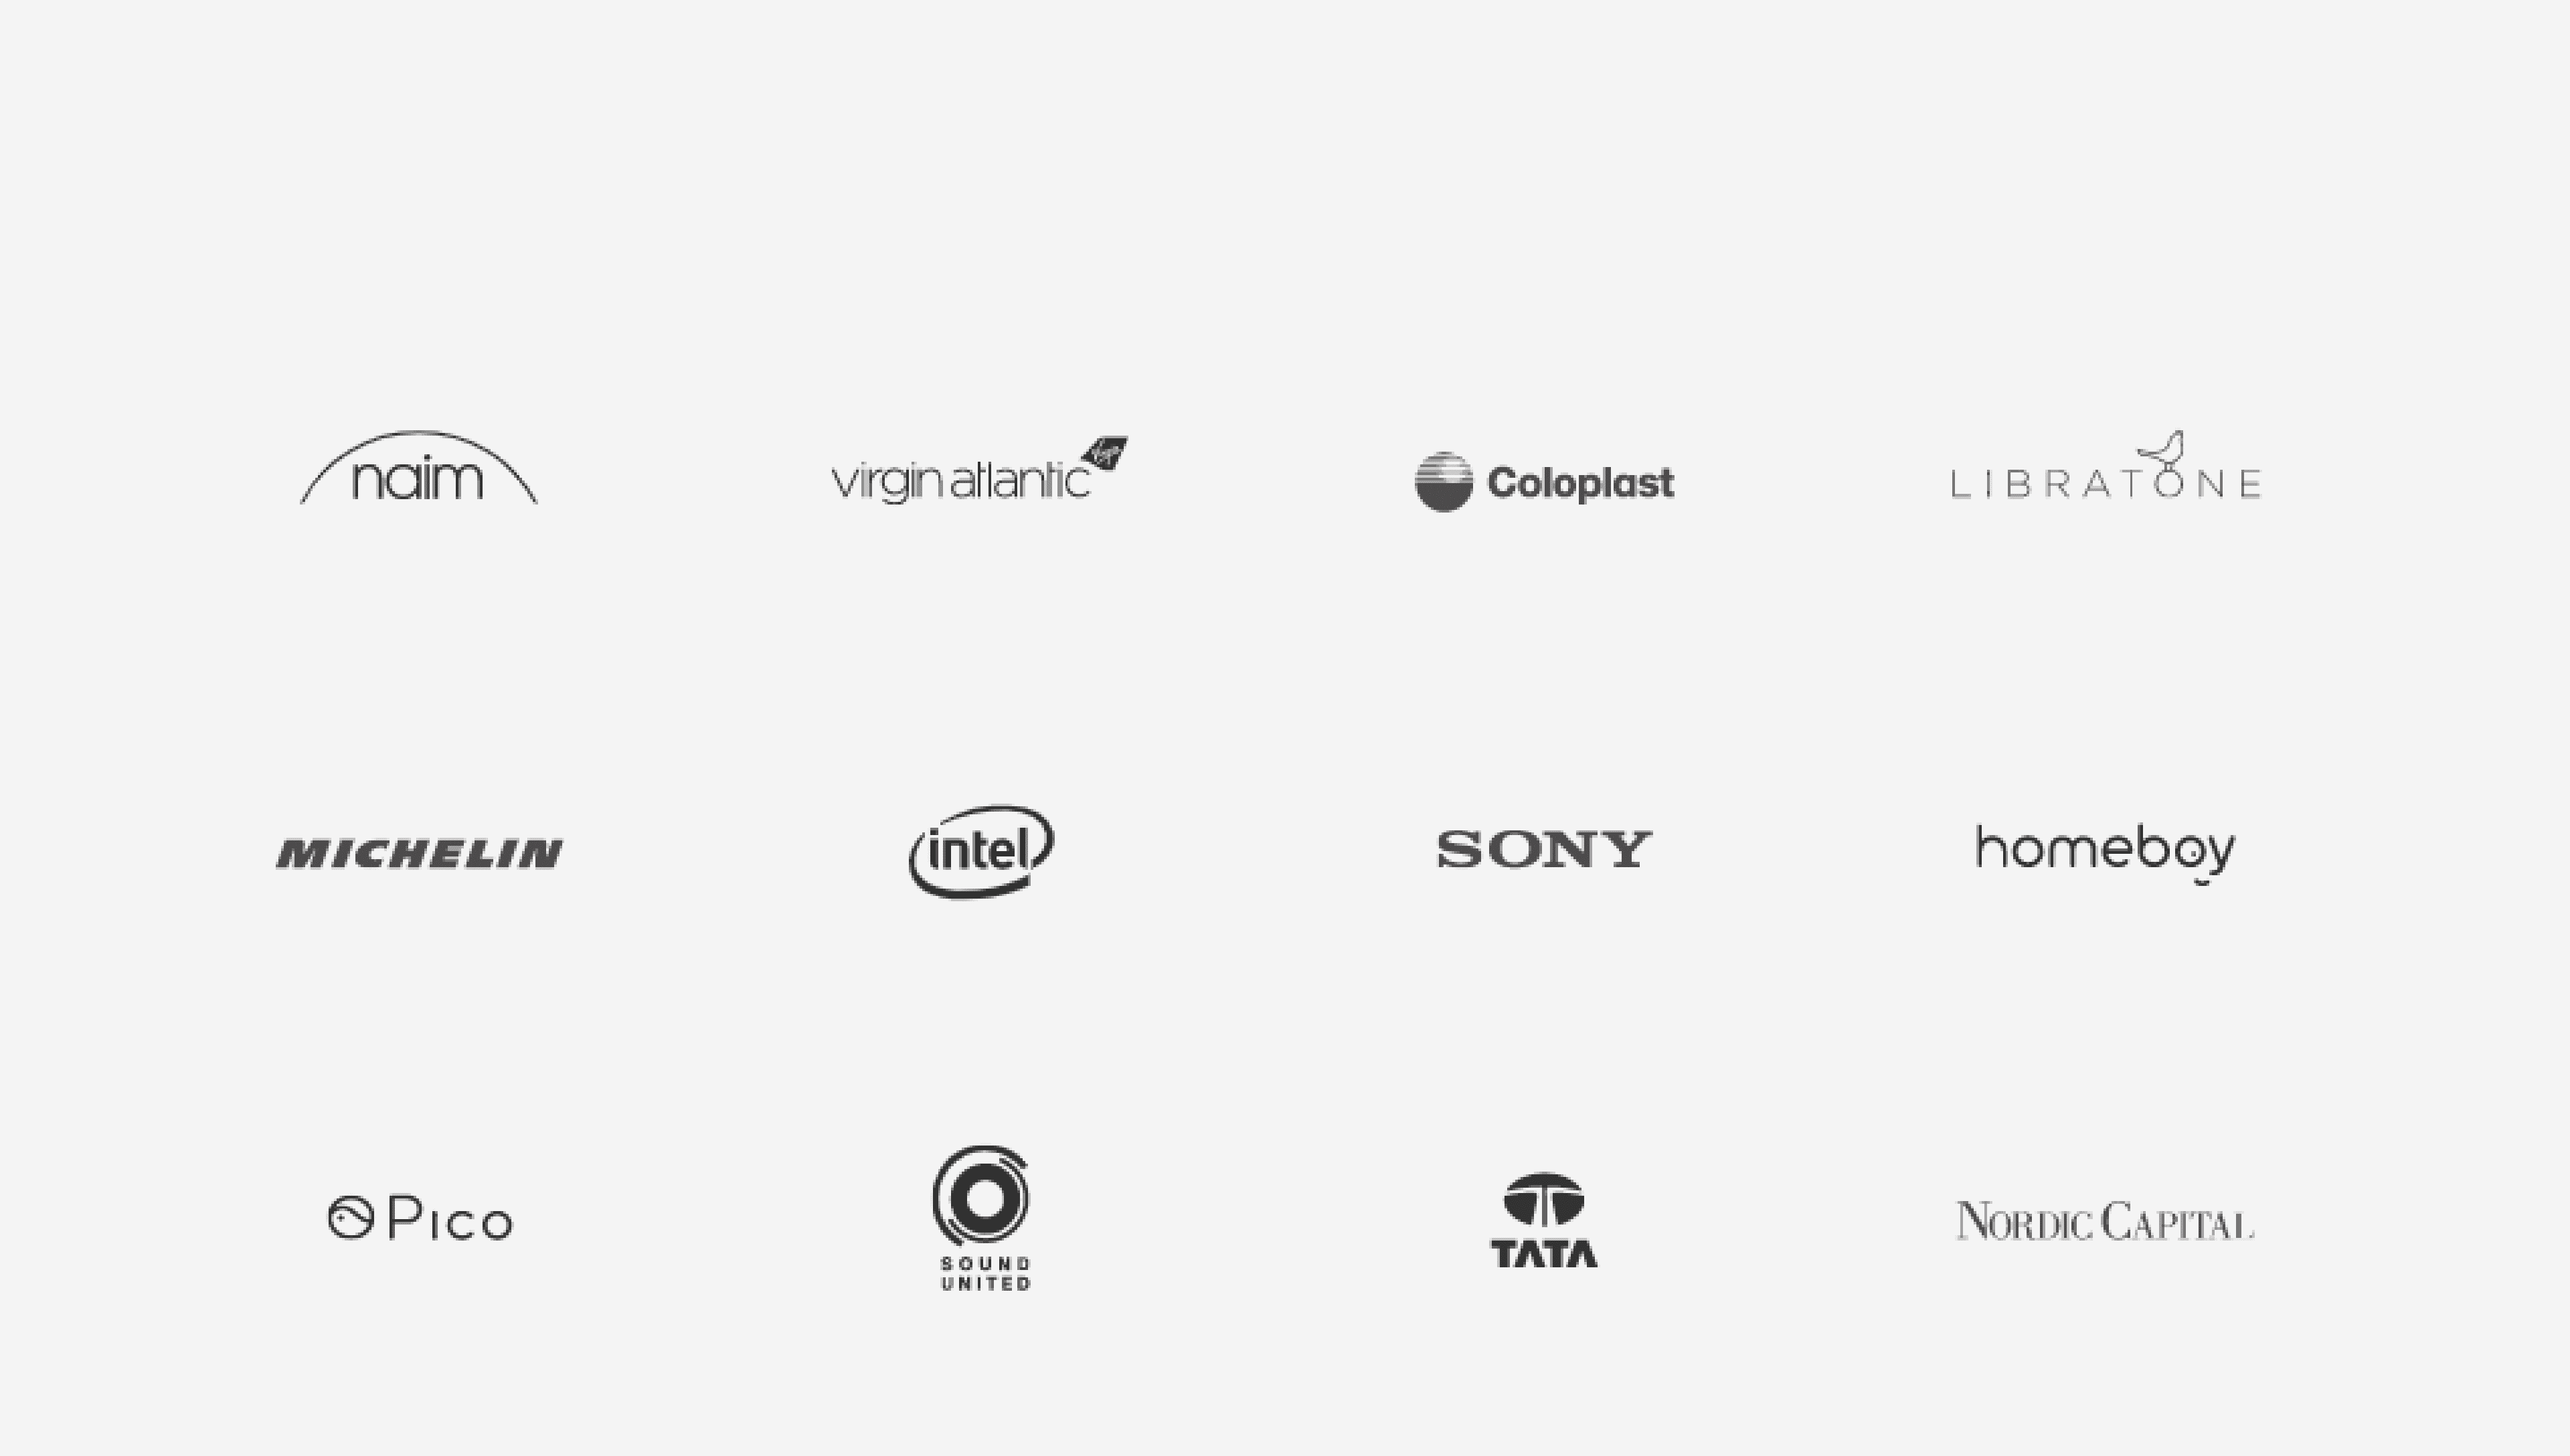 naim
virgin atlantic
Coloplast
LIBRATONE
MICHELIN
intel
SONY
homeboy
Pico
SOUND
UNITED
TATA
NORDIC CAPITAL